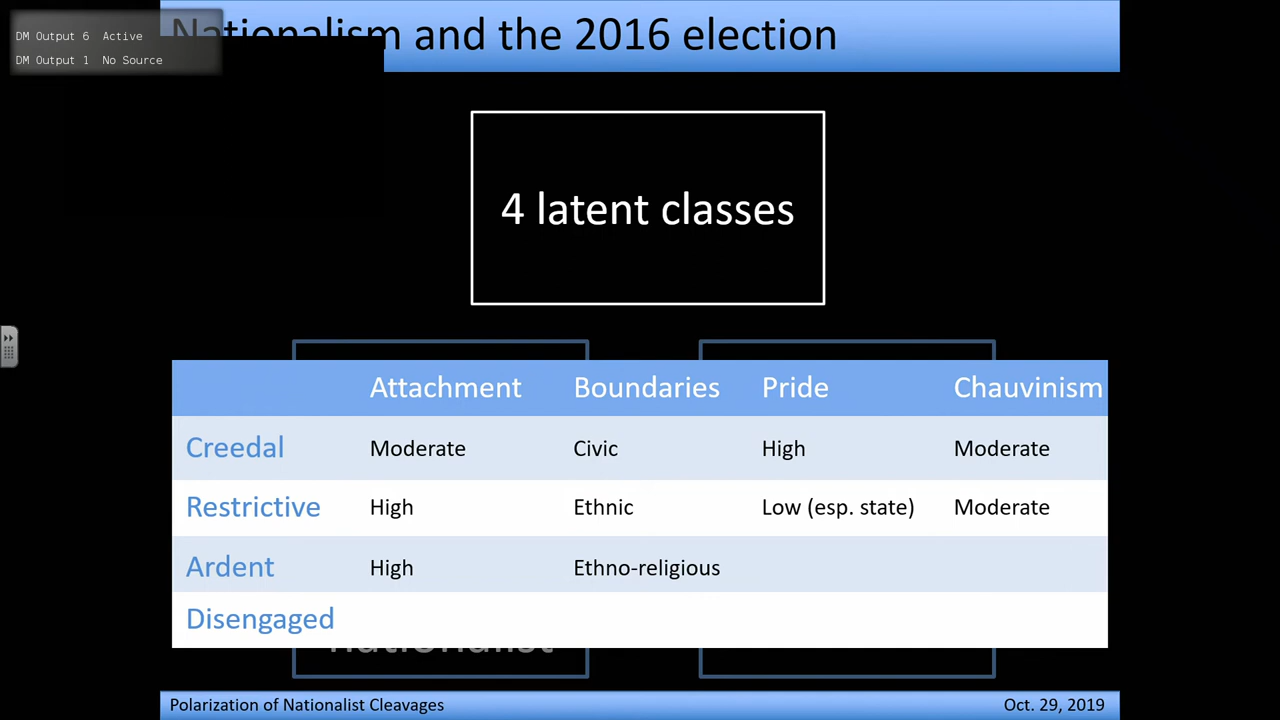 Nationalism and the 2016 election
DM Output 6 Active
DM Output 1 No Source
4 latent classes
Attachment Boundaries Pride Chauvinism
Creedal Moderate Civic High Moderate
Restrictive High Ethnic Low (esp. state) Moderate
Ardent High Ethno-religious
Disengaged
nationalist
Polarization of Nationalist Cleavages Oct. 29, 2019